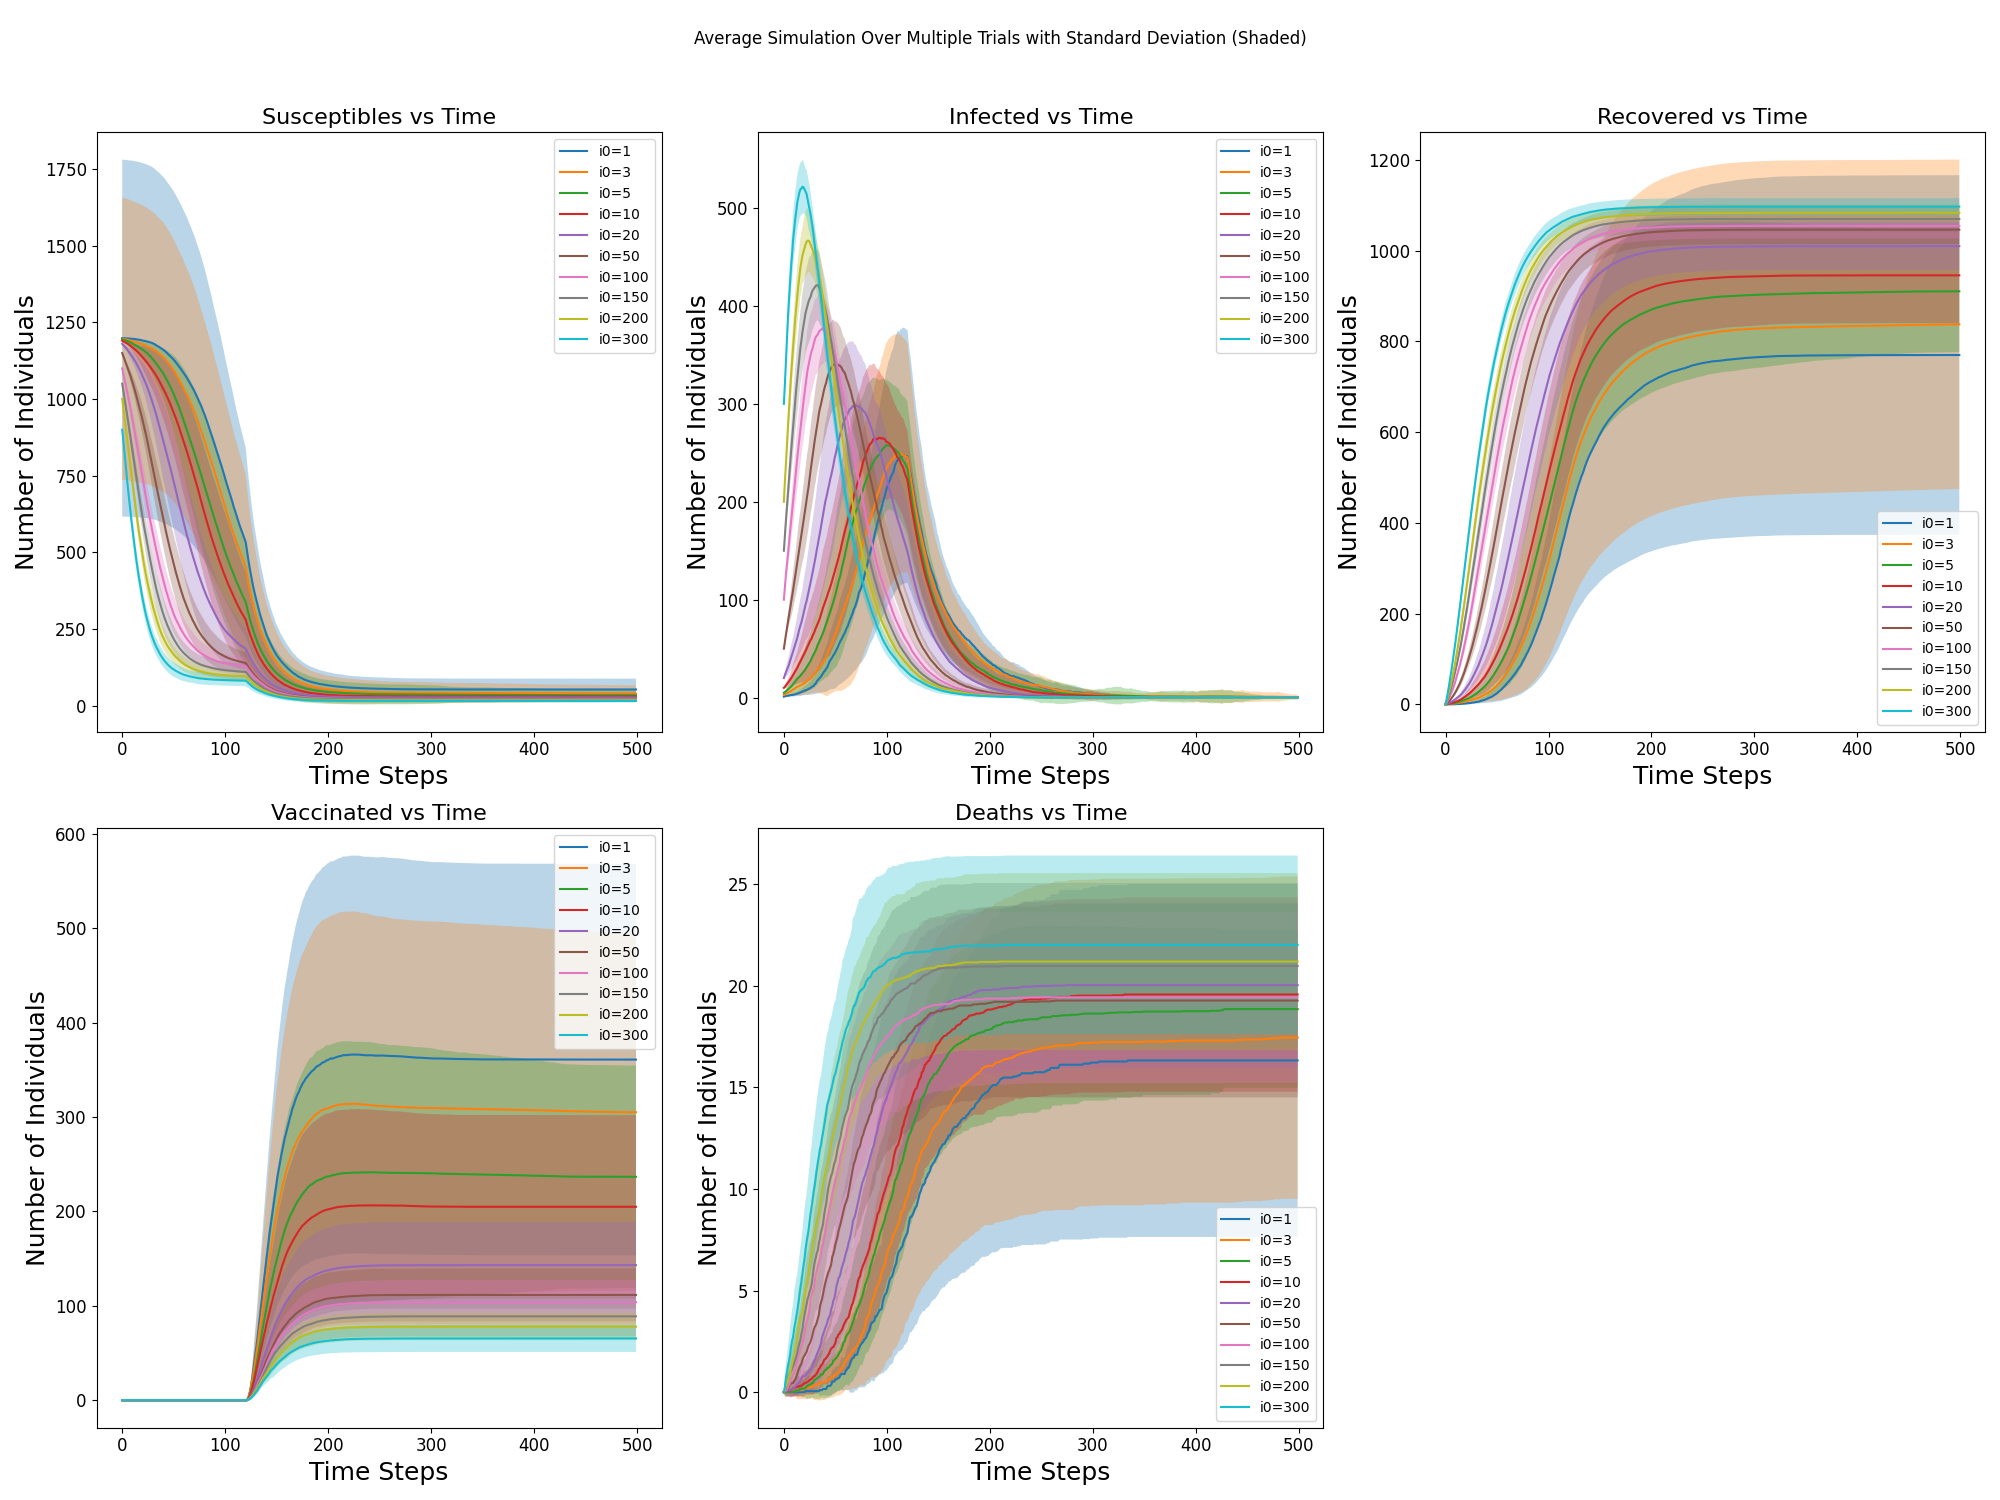 Average Simulation Over Multiple Trials with Standard Deviation (Shaded)
Susceptibles vs Time
Number of Individuals
1750
1500
1250
1000
750
500
250
0
0 100 200 300 400 500
Time Steps
i0=1
i0=3
i0=5
i0=10
i0=20
i0=50
i0=100
i0=150
i0=200
i0=300
Infected vs Time
Number of Individuals
500
400
300
200
100
0
0 100 200 300 400 500
Time Steps
i0=1
i0=3
i0=5
i0=10
i0=20
i0=50
i0=100
i0=150
i0=200
i0=300
Recovered vs Time
Number of Individuals
1200
1000
800
600
400
200
0
0 100 200 300 400 500
Time Steps
i0=1
i0=3
i0=5
i0=10
i0=20
i0=50
i0=100
i0=150
i0=200
i0=300
Vaccinated vs Time
Number of Individuals
600
500
400
300
200
100
0
0 100 200 300 400 500
Time Steps
i0=1
i0=3
i0=5
i0=10
i0=20
i0=50
i0=100
i0=150
i0=200
i0=300
Deaths vs Time
Number of Individuals
25
20
15
10
5
0
0 100 200 300 400 500
Time Steps
i0=1
i0=3
i0=5
i0=10
i0=20
i0=50
i0=100
i0=150
i0=200
i0=300